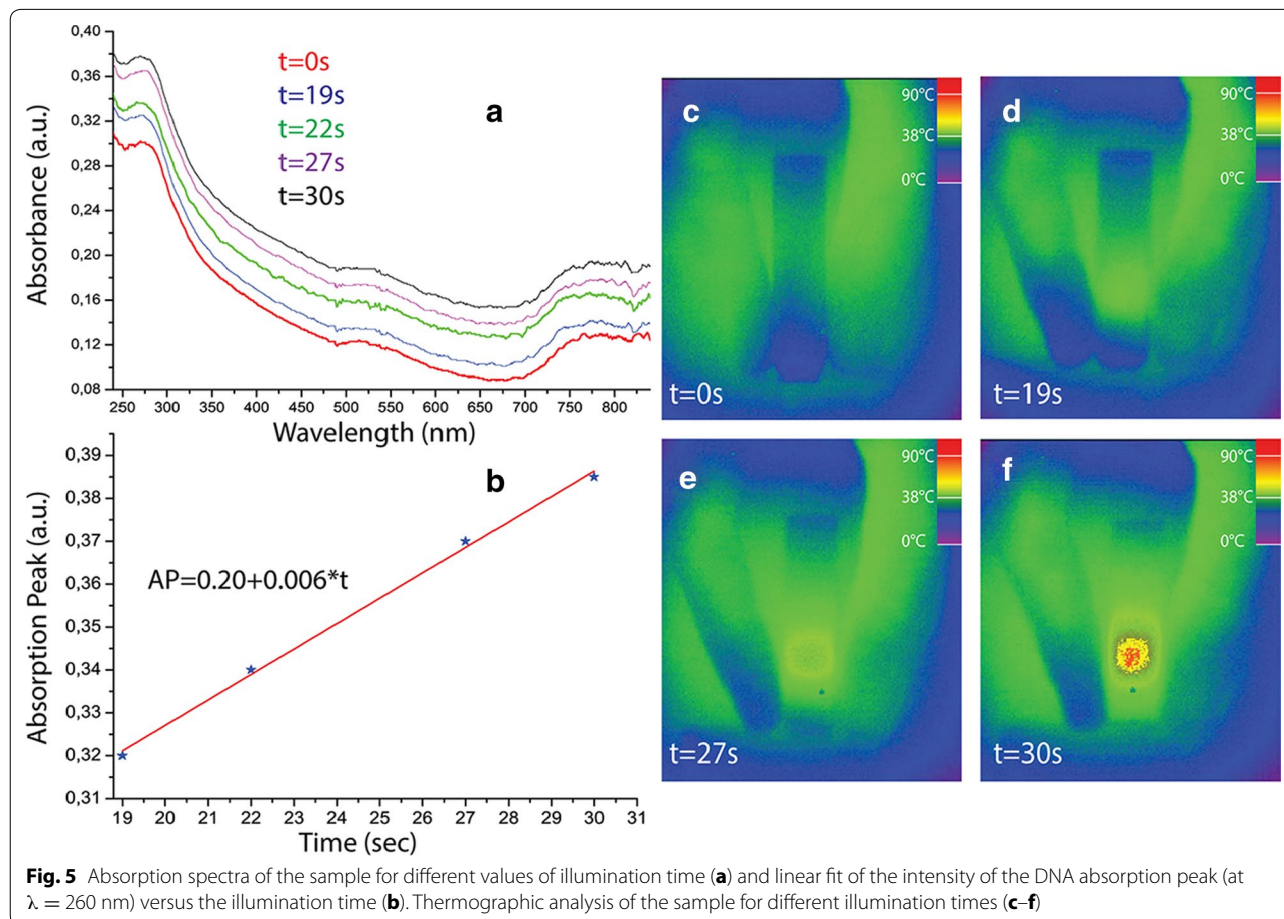 0,40
0,36
0,32
0,28
0,24
0,20
0,16
0,12
0,08
Absorbance (a.u.)
t=0s
t=19s
t=22s
t=27s
t=30s
a
250 300 350 400 450 500 550 600 650 700 750 800
Wavelength (nm)
0,39
0,38
0,37
0,36
0,35
0,34
0,33
0,32
0,31
Absorption Peak (a.u.)
b
AP=0.20+0.006*t
19 20 21 22 23 24 25 26 27 28 29 30 31
Time (sec)
c
90°C
38°C
0°C
t=0s
d
90°C
38°C
0°C
t=19s
e
90°C
38°C
0°C
t=27s
f
90°C
38°C
0°C
t=30s
Fig. 5 Absorption spectra of the sample for different values of illumination time (a) and linear fit of the intensity of the DNA absorption peak (at
λ = 260 nm) versus the illumination time (b). Thermographic analysis of the sample for different illumination times (c–f)